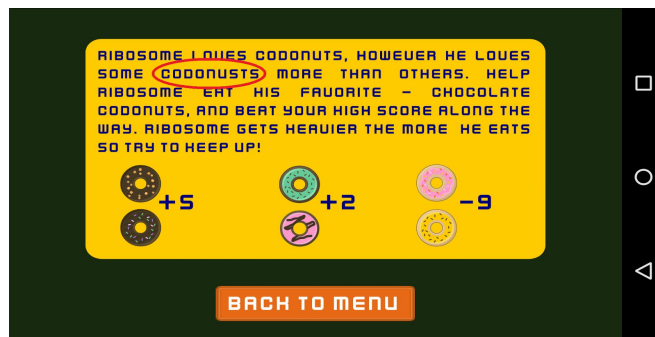 RIBOSOME LOVES CODONUTS, HOWEVER HE LOVES
SOME CODONUSTS MORE THAN OTHERS. HELP
RIBOSOME EAT HIS FAVORITE – CHOCOLATE
CODONUTS, AND BEAT YOUR HIGH SCORE ALONG THE
WAY. RIBOSOME GETS HEAVIER THE MORE HE EATS
SO TRY TO KEEP UP!
+5 +2 -9
BACK TO MENU